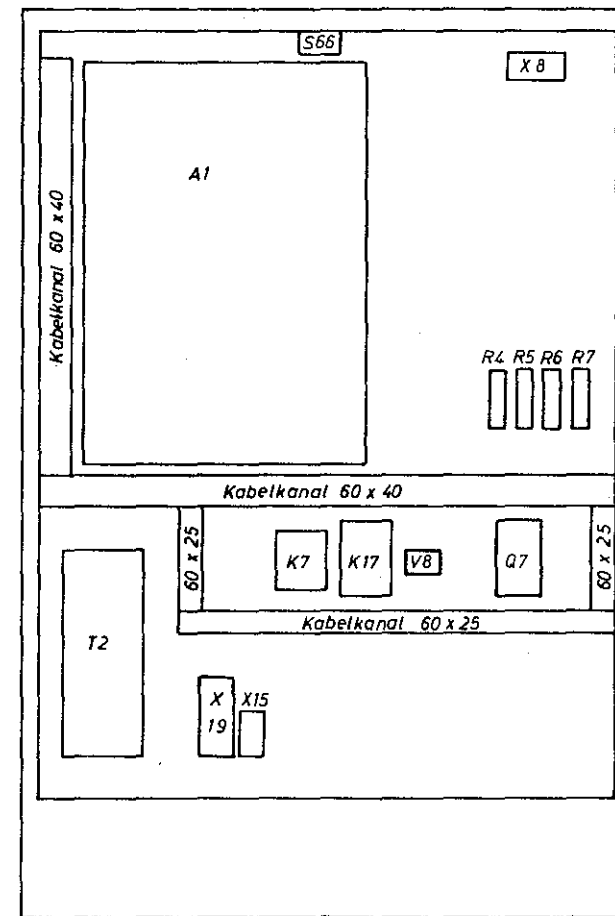 S66
X 8
A1
Kabelkanal 60 x 40
R4 R5 R6 R7
Kabelkanal 60 x 40
60 x 25
K7
K17
V8
Q7
60 x 25
Kabelkanal 60 x 25
T2
X
19
X15